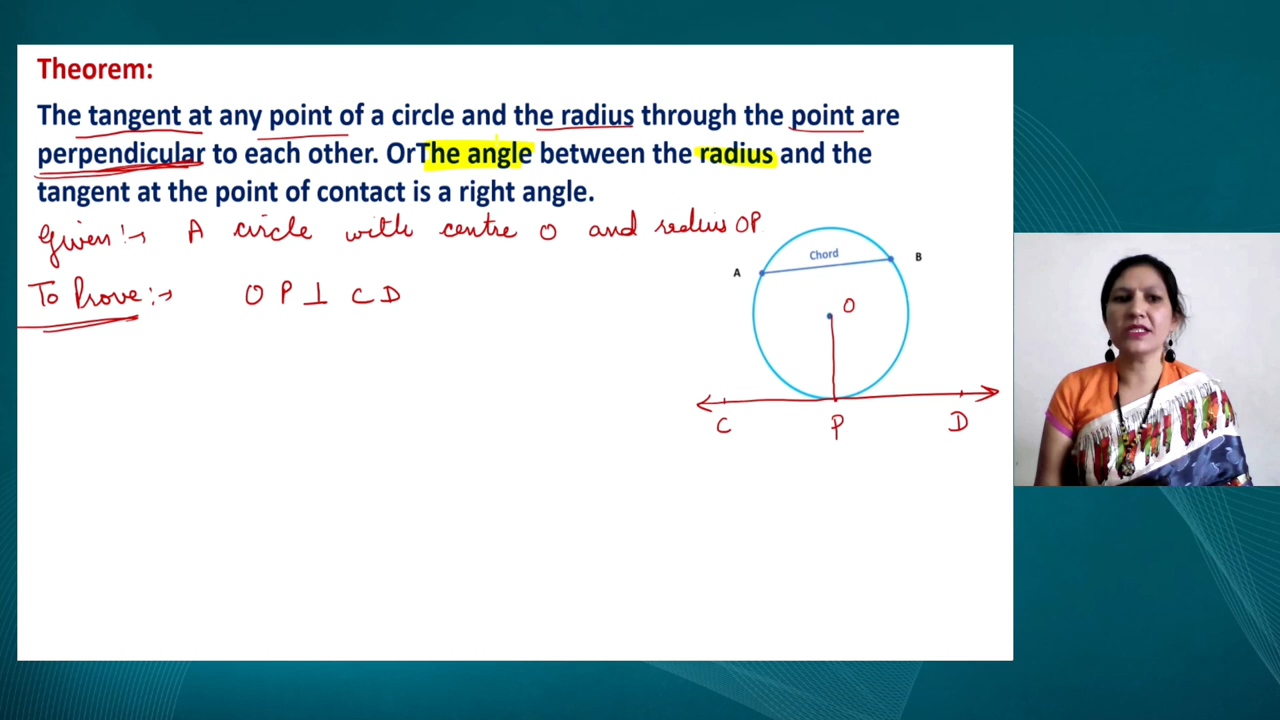 Theorem:
The tangent at any point of a circle and the radius through the point are
perpendicular to each other. OrThe angle between the radius and the
tangent at the point of contact is a right angle.
Given:→ A circle with centre O and radius OP
To Prove:→ OP⊥ CD
Chord
A
B
O
C
P
D